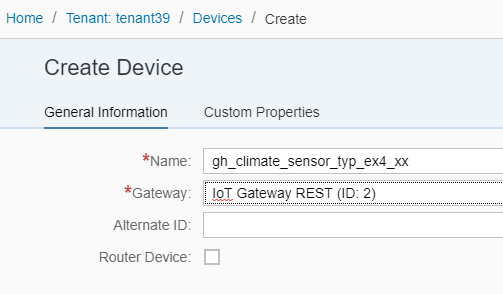 Home / Tenant: tenant39 / Devices / Create
Create Device
General Information Custom Properties
*Name: gh_climate_sensor_typ_ex4_xx
*Gateway: IoT Gateway REST (ID: 2)
Alternate ID:
Router Device: